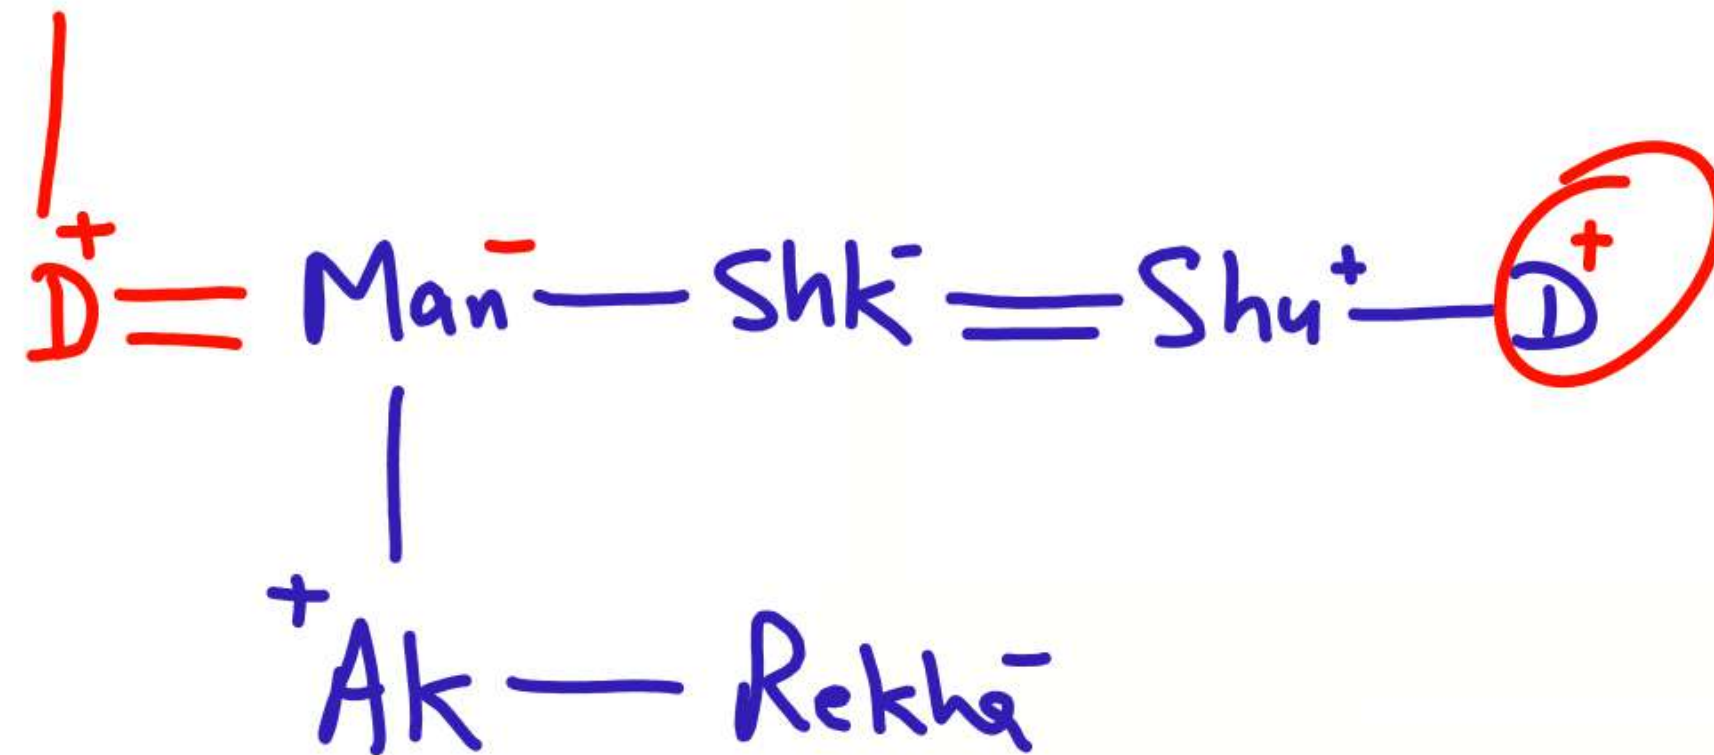 D+ = Man- — Shk- = Shu+ — D+
+Ak — Rekha-